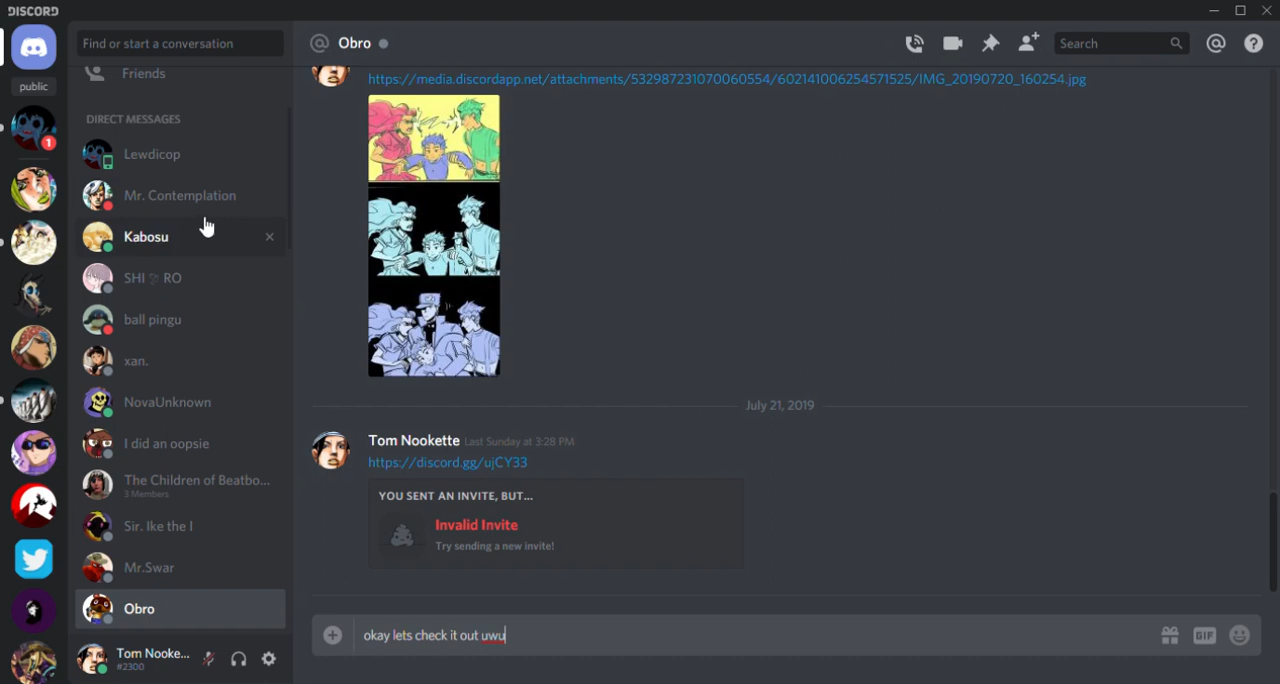 DISCORD
Find or start a conversation
Obro
Search
public
Friends
DIRECT MESSAGES
1
Lewdicop
Mr. Contemplation
Kabosu
SHI RO
ball pingu
xan.
NovaUnknown
I did an oopsie
The Children of Beatbo...
3 Members
Sir. Ike the I
Mr.Swar
Obro
Tom Nooke...
#2300
https://media.discordapp.net/attachments/532987231070060554/602141006254571525/IMG_20190720_160254.jpg
July 21, 2019
Tom Nookette Last Sunday at 3:28 PM
https://discord.gg/ujCY33
YOU SENT AN INVITE, BUT...
Invalid Invite
Try sending a new invite!
okay lets check it out uwu
GIF